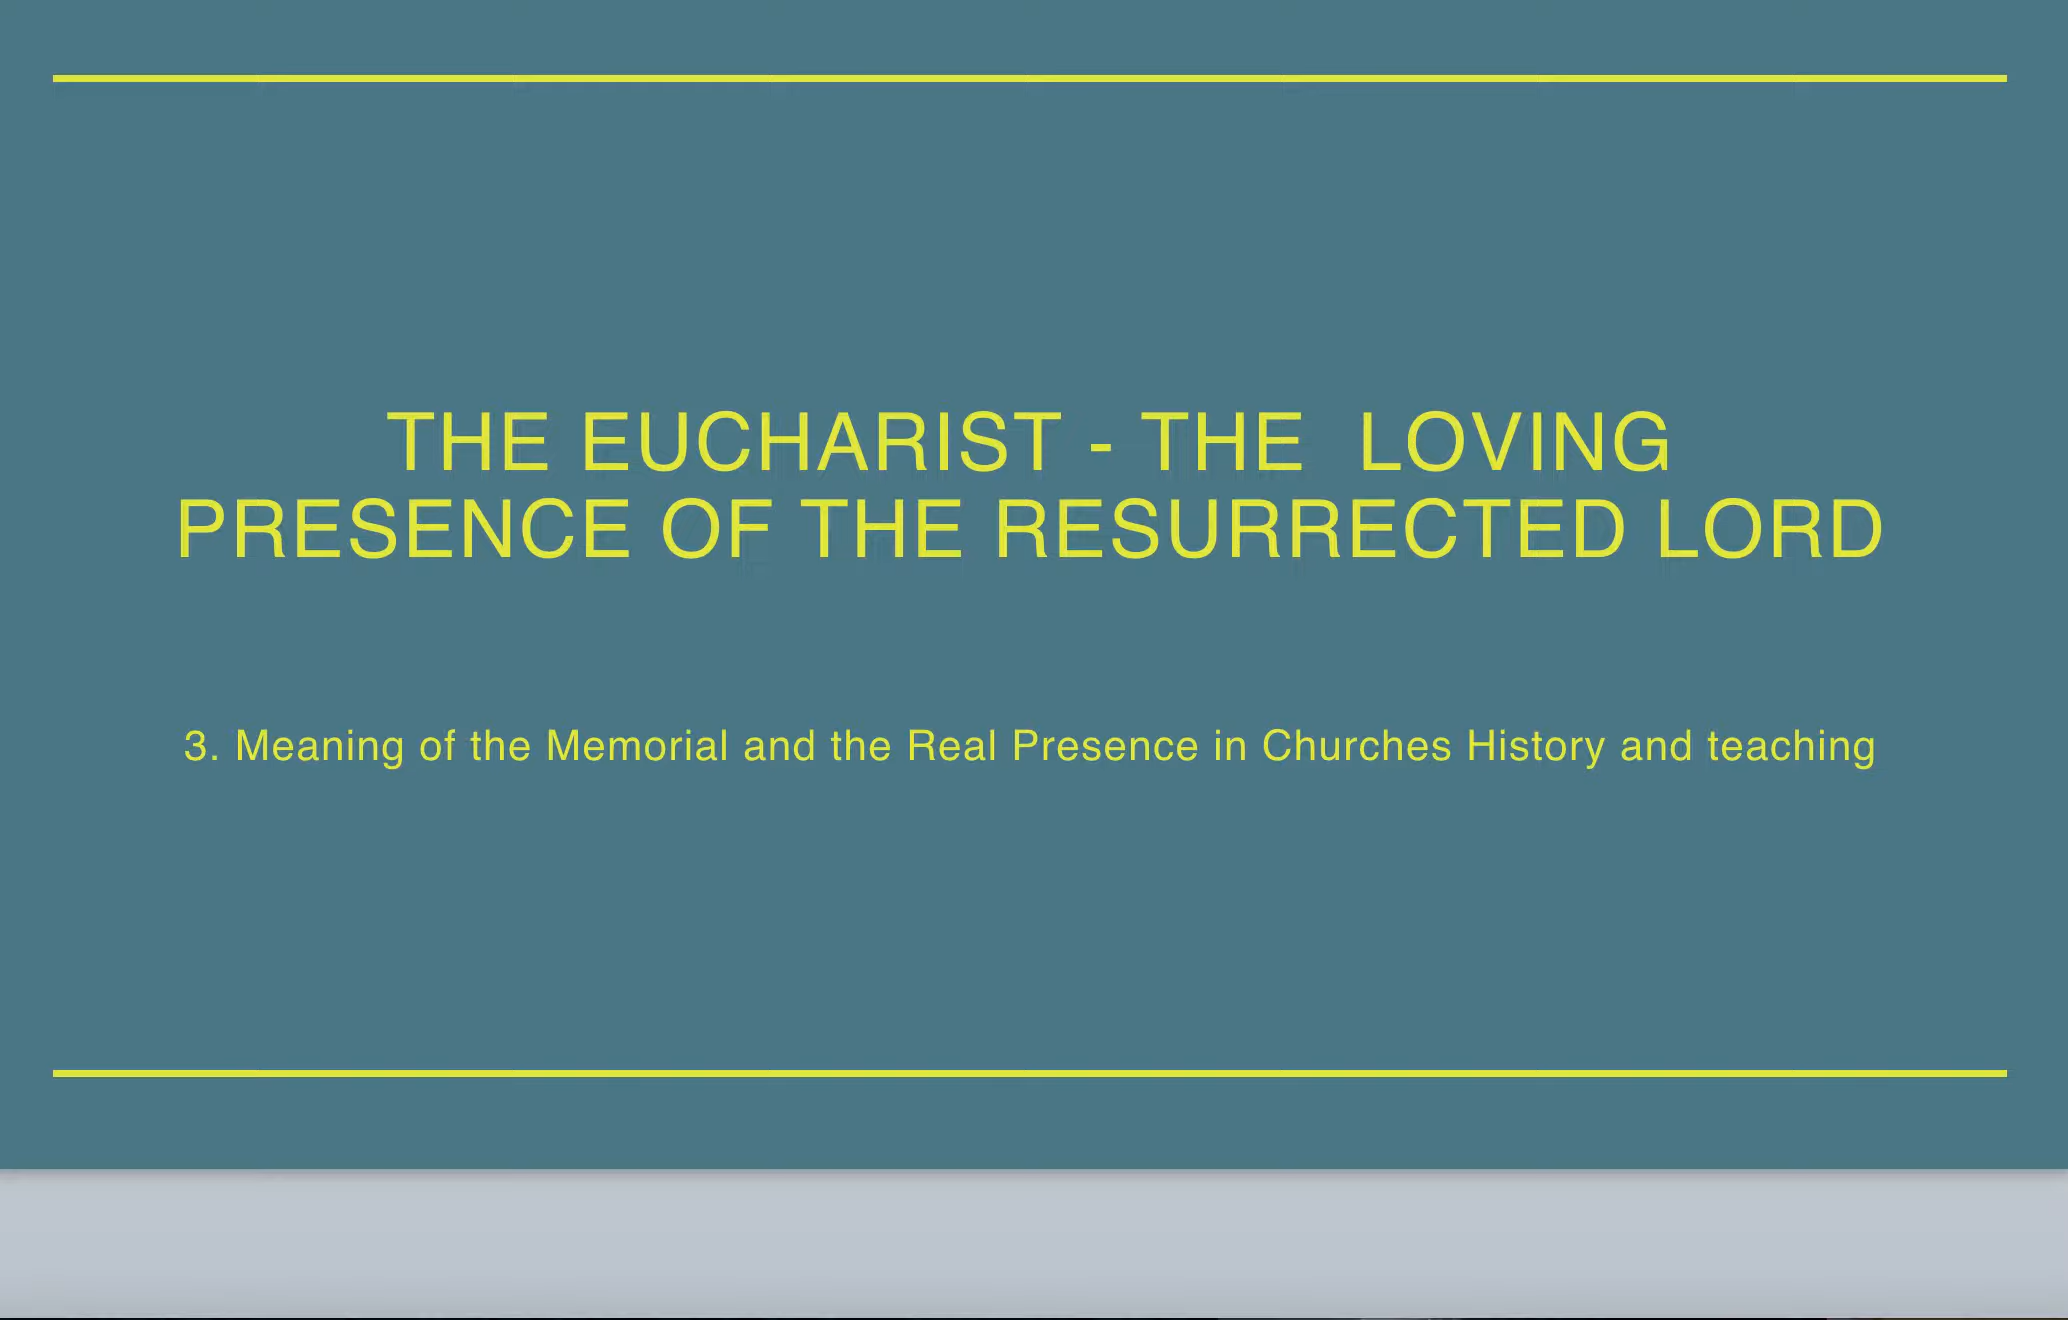 THE EUCHARIST - THE  LOVING
PRESENCE OF THE RESURRECTED LORD
3. Meaning of the Memorial and the Real Presence in Churches History and teaching